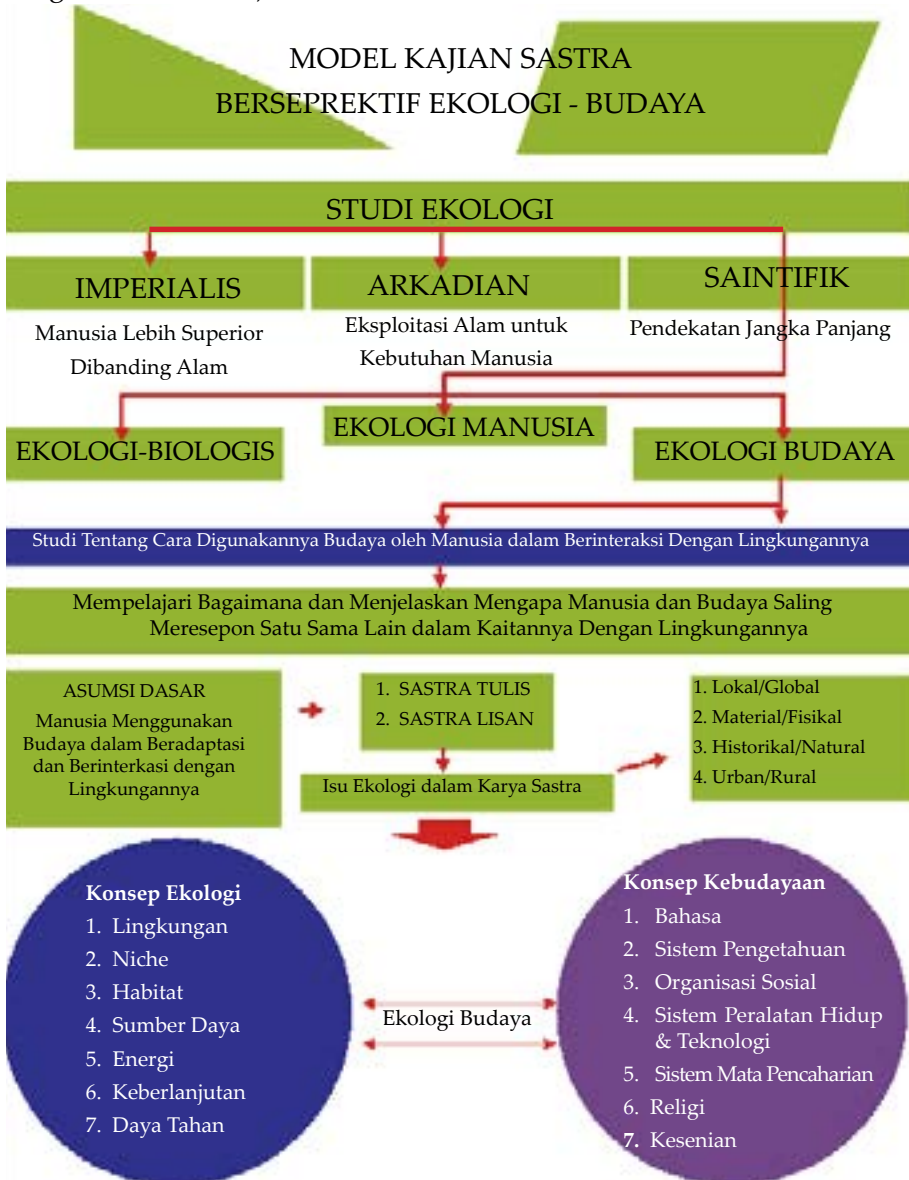 MODEL KAJIAN SASTRA
BERSEPREKTIF EKOLOGI - BUDAYA
STUDI EKOLOGI
IMPERIALIS
Manusia Lebih Superior
Dibanding Alam
ARKADIAN
Eksploitasi Alam untuk
Kebutuhan Manusia
SAINTIFIK
Pendekatan Jangka Panjang
EKOLOGI-BIOLOGIS
EKOLOGI MANUSIA
EKOLOGI BUDAYA
Studi Tentang Cara Digunakannya Budaya oleh Manusia dalam Berinteraksi Dengan Lingkungannya
Mempelajari Bagaimana dan Menjelaskan Mengapa Manusia dan Budaya Saling
Meresepon Satu Sama Lain dalam Kaitannya Dengan Lingkungannya
ASUMSI DASAR
Manusia Menggunakan
Budaya dalam Beradaptasi
dan Berinterkasi dengan
Lingkungannya
1. SASTRA TULIS
2. SASTRA LISAN
Isu Ekologi dalam Karya Sastra
1. Lokal/Global
2. Material/Fisikal
3. Historikal/Natural
4. Urban/Rural
Konsep Ekologi
1. Lingkungan
2. Niche
3. Habitat
4. Sumber Daya
5. Energi
6. Keberlanjutan
7. Daya Tahan
Ekologi Budaya
Konsep Kebudayaan
1. Bahasa
2. Sistem Pengetahuan
3. Organisasi Sosial
4. Sistem Peralatan Hidup
& Teknologi
5. Sistem Mata Pencaharian
6. Religi
7. Kesenian